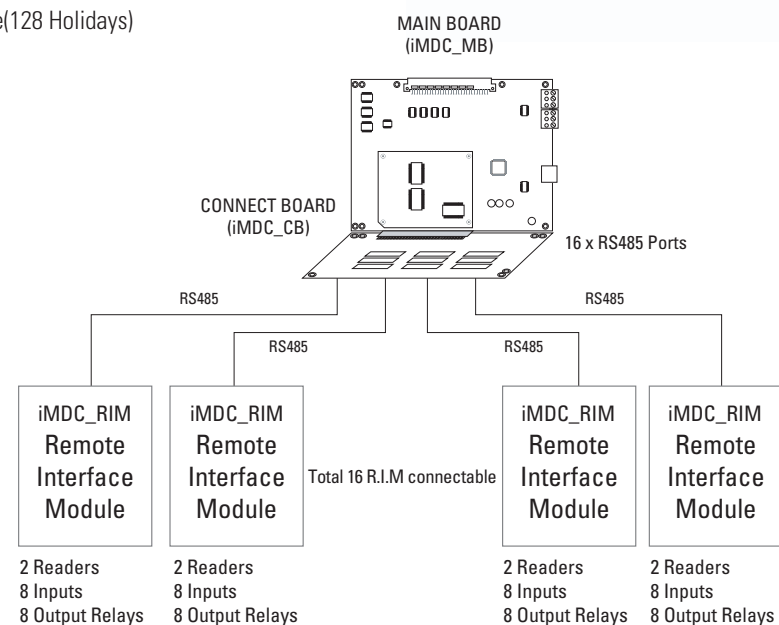 e(128 Holidays)
MAIN BOARD
(iMDC_MB)
CONNECT BOARD
(iMDC_CB)
16 x RS485 Ports
RS485
RS485
RS485
RS485
iMDC_RIM
Remote
Interface
Module
iMDC_RIM
Remote
Interface
Module
Total 16 R.I.M connectable
iMDC_RIM
Remote
Interface
Module
iMDC_RIM
Remote
Interface
Module
2 Readers
8 Inputs
8 Output Relays
2 Readers
8 Inputs
8 Output Relays
2 Readers
8 Inputs
8 Output Relays
2 Readers
8 Inputs
8 Output Relays